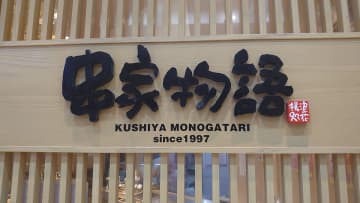 串家物語
KUSHIYA MONOGATARI
since1997